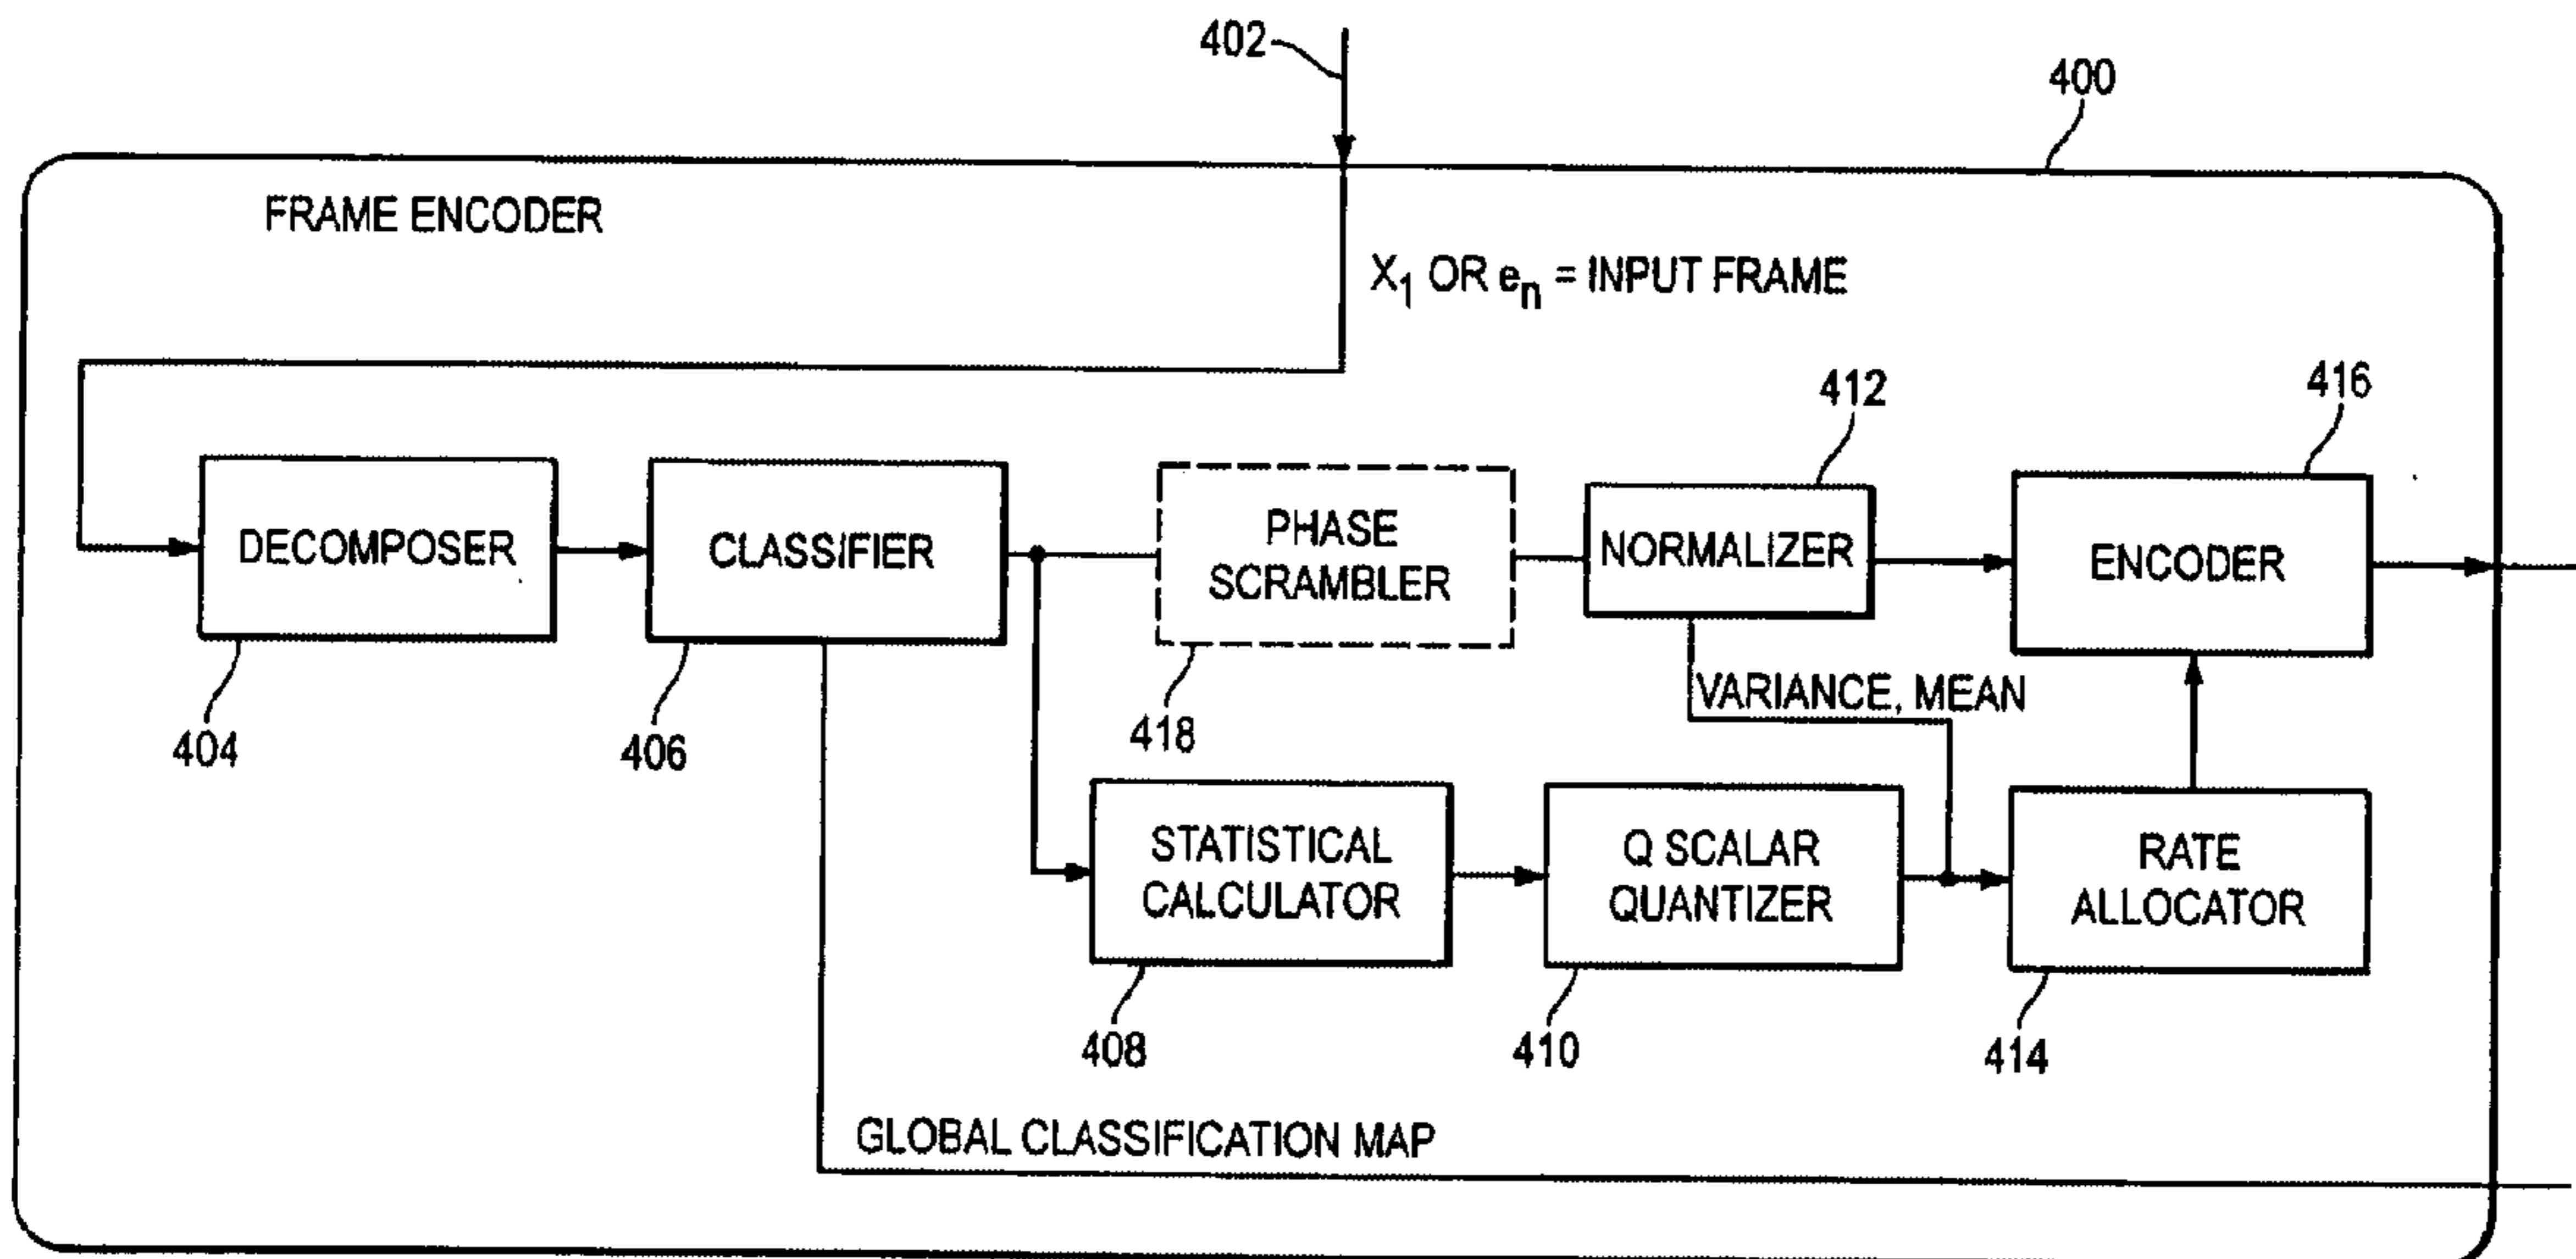 402
400
FRAME ENCODER
X1 OR en = INPUT FRAME
412
416
DECOMPOSER
CLASSIFIER
PHASE
SCRAMBLER
NORMALIZER
ENCODER
VARIANCE, MEAN
404
406
418
STATISTICAL
CALCULATOR
Q SCALAR
QUANTIZER
RATE
ALLOCATOR
408
410
414
GLOBAL CLASSIFICATION MAP